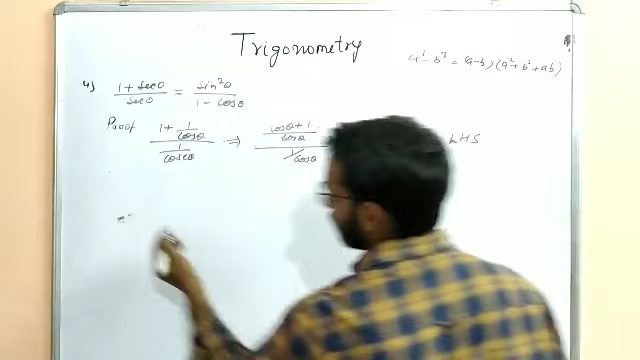 Trigonometry
a³ - b³ = (a-b)(a² + b² + ab)
4) (1 + secθ)/(secθ) = (sin²θ)/(1 - cosθ)
Proof (1 + 1/cosθ)/(1/cosθ) ⇒ ((cosθ + 1)/cosθ)/(1/cosθ) LHS
=